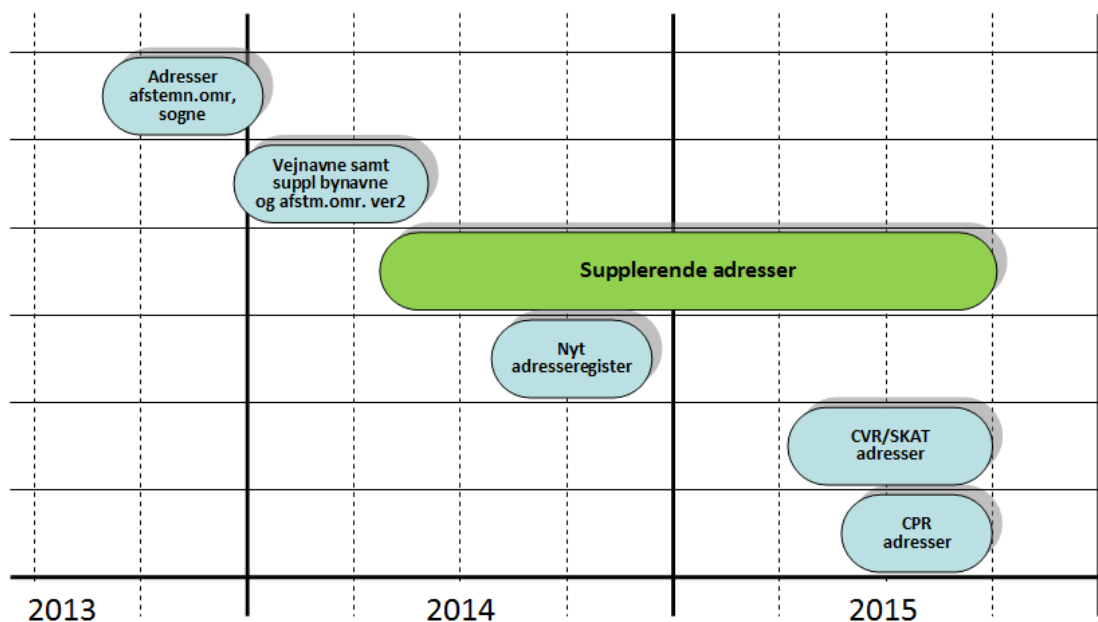 Adresser
afstemn.omr,
sogne
Vejnavne samt
suppl bynavne
og afstm.omr. ver2
Supplerende adresser
Nyt
adresseregister
CVR/SKAT
adresser
CPR
adresser
2013
2014
2015